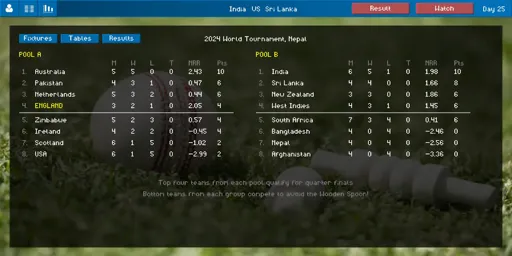 India VS Sri Lanka Result Watch Day 25
Fixtures Tables Results 2024 World Tournament, Nepal
POOL A
M W L T NRR Pts
1. Australia 5 5 0 0 2.43 10
2. Pakistan 4 3 1 0 0.47 6
3. Netherlands 5 3 2 0 0.44 6
4. ENGLAND 3 2 1 0 2.05 4
5. Zimbabwe 5 2 3 0 0.57 4
6. Ireland 4 2 2 0 -0.45 4
7. Scotland 6 1 5 0 -1.02 2
8. USA 6 1 5 0 -2.99 2
POOL B
M W L T NRR Pts
1. India 6 5 1 0 1.98 10
2. Sri Lanka 4 4 0 0 1.66 8
3. New Zealand 3 3 0 0 1.86 6
4. West Indies 4 3 1 0 1.45 6
5. South Africa 7 3 4 0 0.41 6
6. Bangladesh 4 0 4 0 -2.46 0
7. Nepal 4 0 4 0 -2.56 0
8. Afghanistan 4 0 4 0 -3.36 0
Top four teams from each pool qualify for quarter finals
Bottom teams from each group compete to avoid the Wooden Spoon!